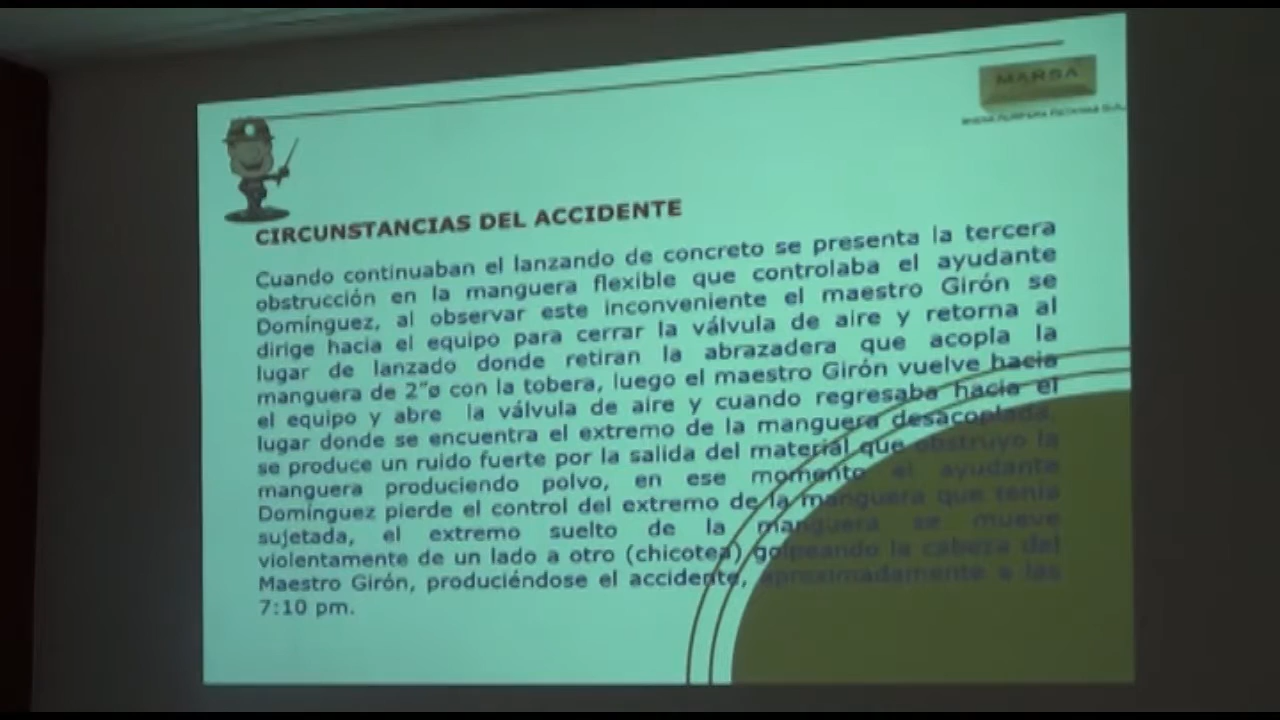 MARSA
CIRCUNSTANCIAS DEL ACCIDENTE
Cuando continuaban el lanzando de concreto se presenta la tercera
obstrucción en la manguera flexible que controlaba el ayudante
Domínguez, al observar este inconveniente el maestro Girón se
dirige hacia el equipo para cerrar la válvula de aire y retorna al
lugar de lanzado donde retiran la abrazadera que acopla la
manguera de 2”ø con la tobera, luego el maestro Girón vuelve hacia
el equipo y abre la válvula de aire y cuando regresaba hacia el
lugar donde se encuentra el extremo de la manguera desacoplada,
se produce un ruido fuerte por la salida del material que obstruyo la
manguera produciendo polvo, en ese momento el ayudante
Domínguez pierde el control del extremo de la manguera que tenia
sujetada, el extremo suelto de la manguera se mueve
violentamente de un lado a otro (chicotea) golpeando la cabeza del
Maestro Girón, produciéndose el accidente, aproximadamente a las
7:10 pm.